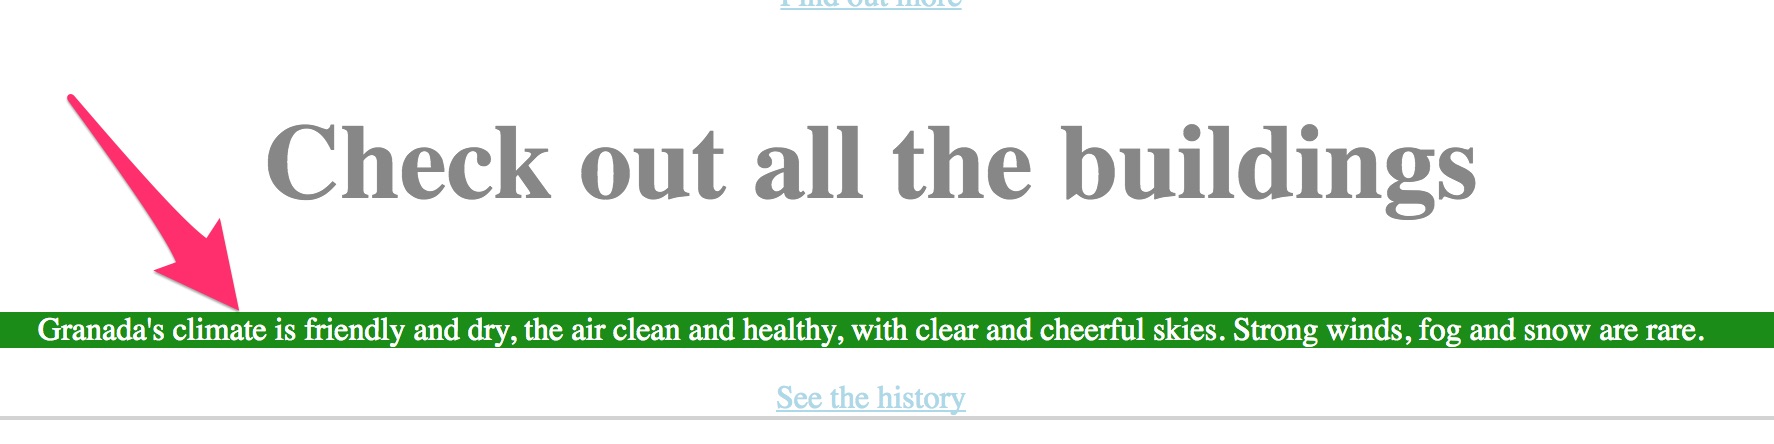 Find out more
Check out all the buildings
Granada's climate is friendly and dry, the air clean and healthy, with clear and cheerful skies. Strong winds, fog and snow are rare.
See the history